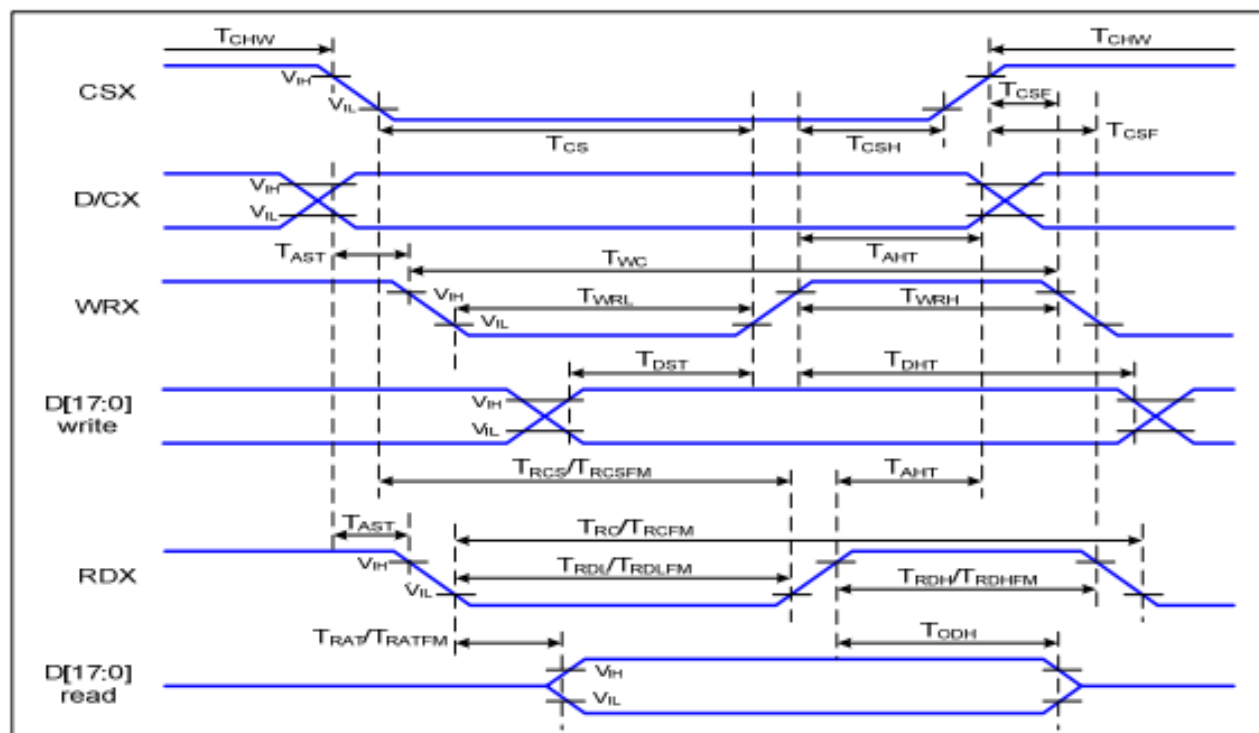 TCHW TCHW
VIH
CSX VIL TCSF
TCS TCSH TCSF
D/CX VIH
VIL
TAST TWC TAHT
WRX VIH TWRL TWRH
VIL
TDST TDHT
D[17:0] VIH
write VIL
TRCS/TRCSFM TAHT
TAST TRC/TRCFM
RDX VIH TRDL/TRDLFM
VIL TRDH/TRDHFM
TRAT/TRATFM TODH
D[17:0] VIH
read VIL